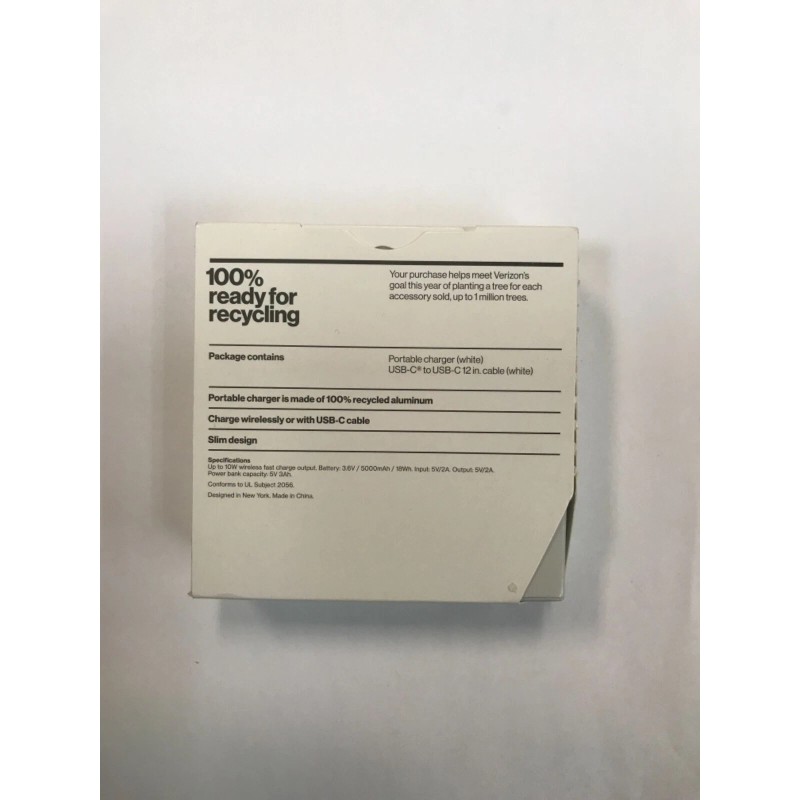 100%
ready for
recycling
Your purchase helps meet Verizon's
goal this year of planting a tree for each
accessory sold, up to 1 million trees.
Package contains
Portable charger (white)
USB-C® to USB-C 12 in. cable (white)
Portable charger is made of 100% recycled aluminum
Charge wirelessly or with USB-C cable
Slim design
Specifications
Up to 10W wireless fast charge output. Battery: 3.6V / 5000mAh / 18Wh. Input: 5V/2A. Output: 5V/2A.
Power bank capacity: 5V 3Ah.
Conforms to UL Subject 2056.
Designed in New York. Made in China.